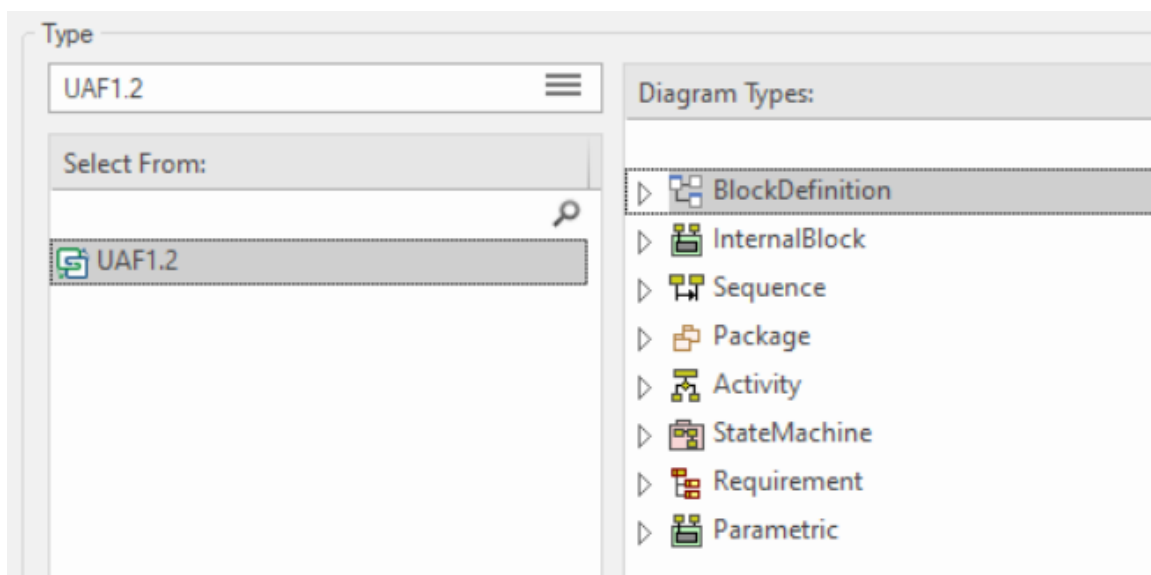 Type
UAF1.2
Select From:
UAF1.2
Diagram Types:
BlockDefinition
InternalBlock
Sequence
Package
Activity
StateMachine
Requirement
Parametric